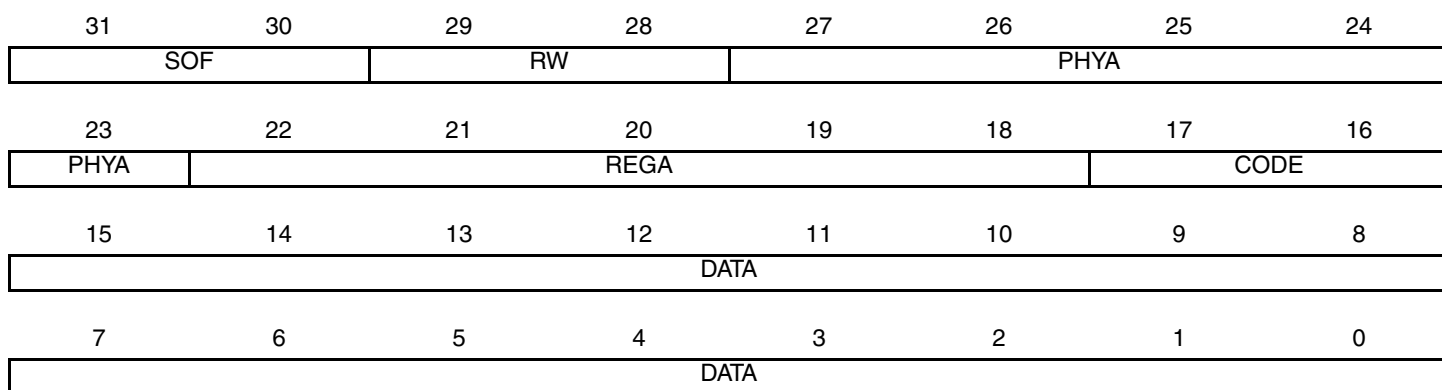 31 30 29 28 27 26 25 24
SOF RW PHYA
23 22 21 20 19 18 17 16
PHYA REGA CODE
15 14 13 12 11 10 9 8
DATA
7 6 5 4 3 2 1 0
DATA